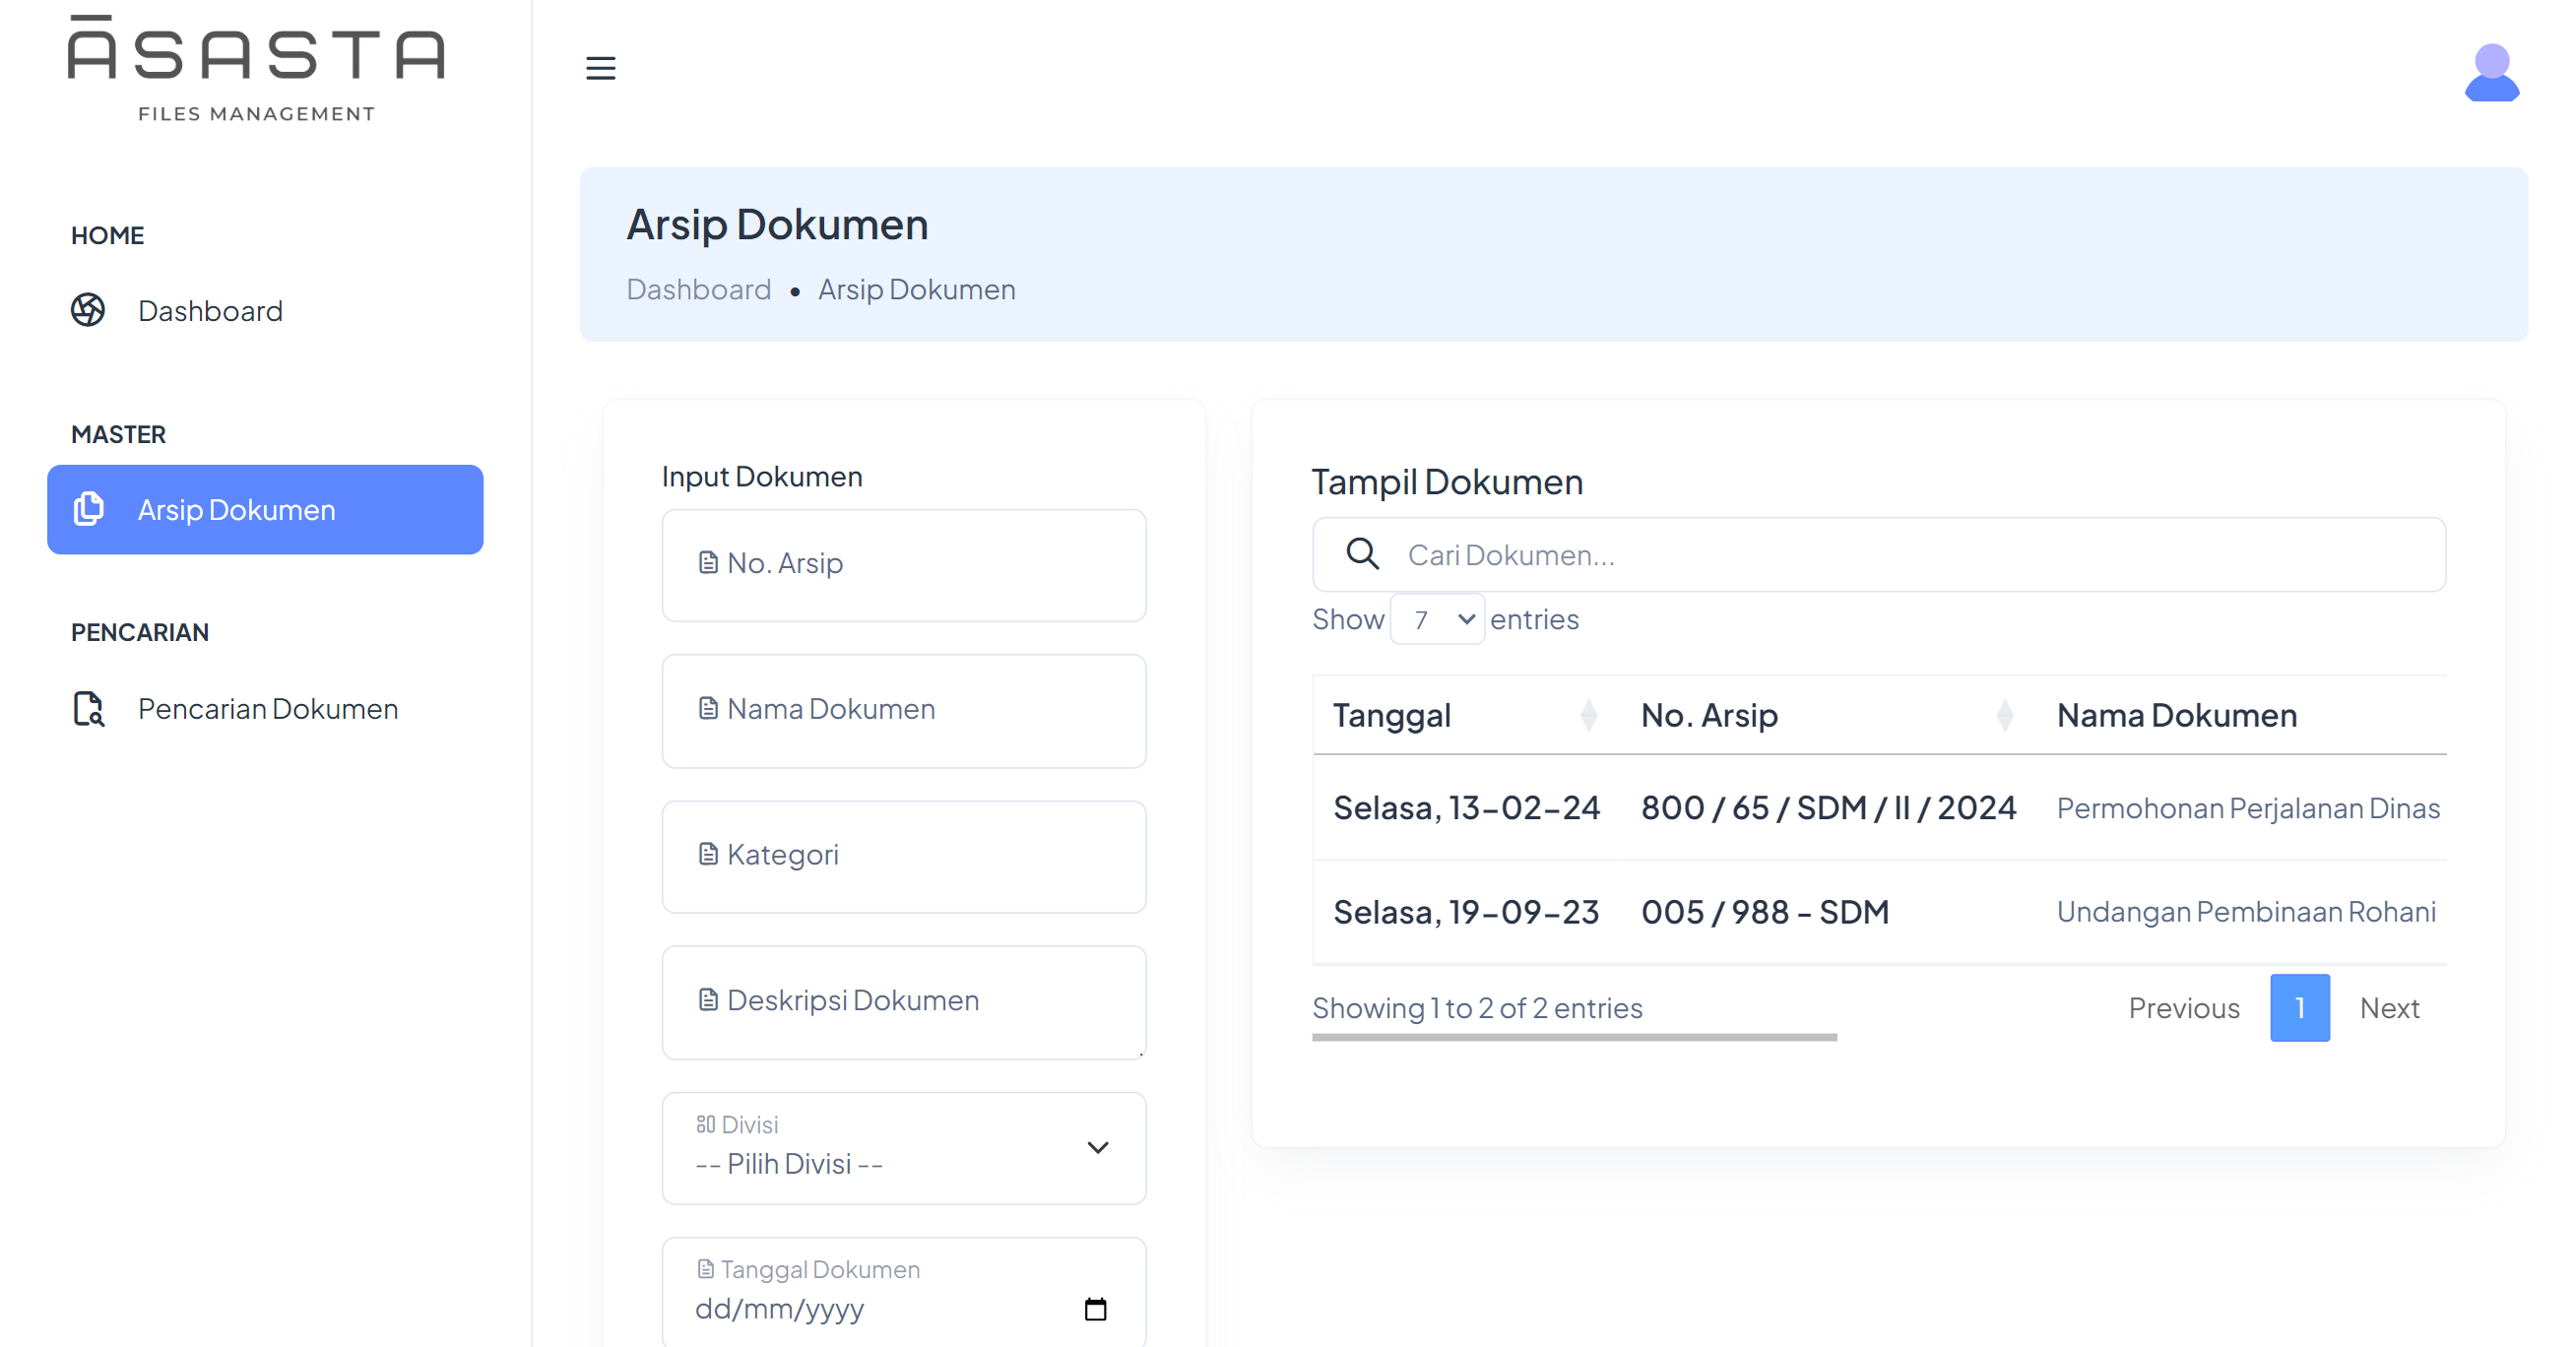 ĀSASTA
FILES MANAGEMENT
HOME
Dashboard
MASTER
Arsip Dokumen
PENCARIAN
Pencarian Dokumen
Arsip Dokumen
Dashboard • Arsip Dokumen
Input Dokumen
No. Arsip
Nama Dokumen
Kategori
Deskripsi Dokumen
Divisi
-- Pilih Divisi --
Tanggal Dokumen
dd/mm/yyyy
Tampil Dokumen
Cari Dokumen...
Show 7 entries
Tanggal No. Arsip Nama Dokumen
Selasa, 13-02-24 800 / 65 / SDM / II / 2024 Permohonan Perjalanan Dinas
Selasa, 19-09-23 005 / 988 - SDM Undangan Pembinaan Rohani
Showing 1 to 2 of 2 entries Previous 1 Next